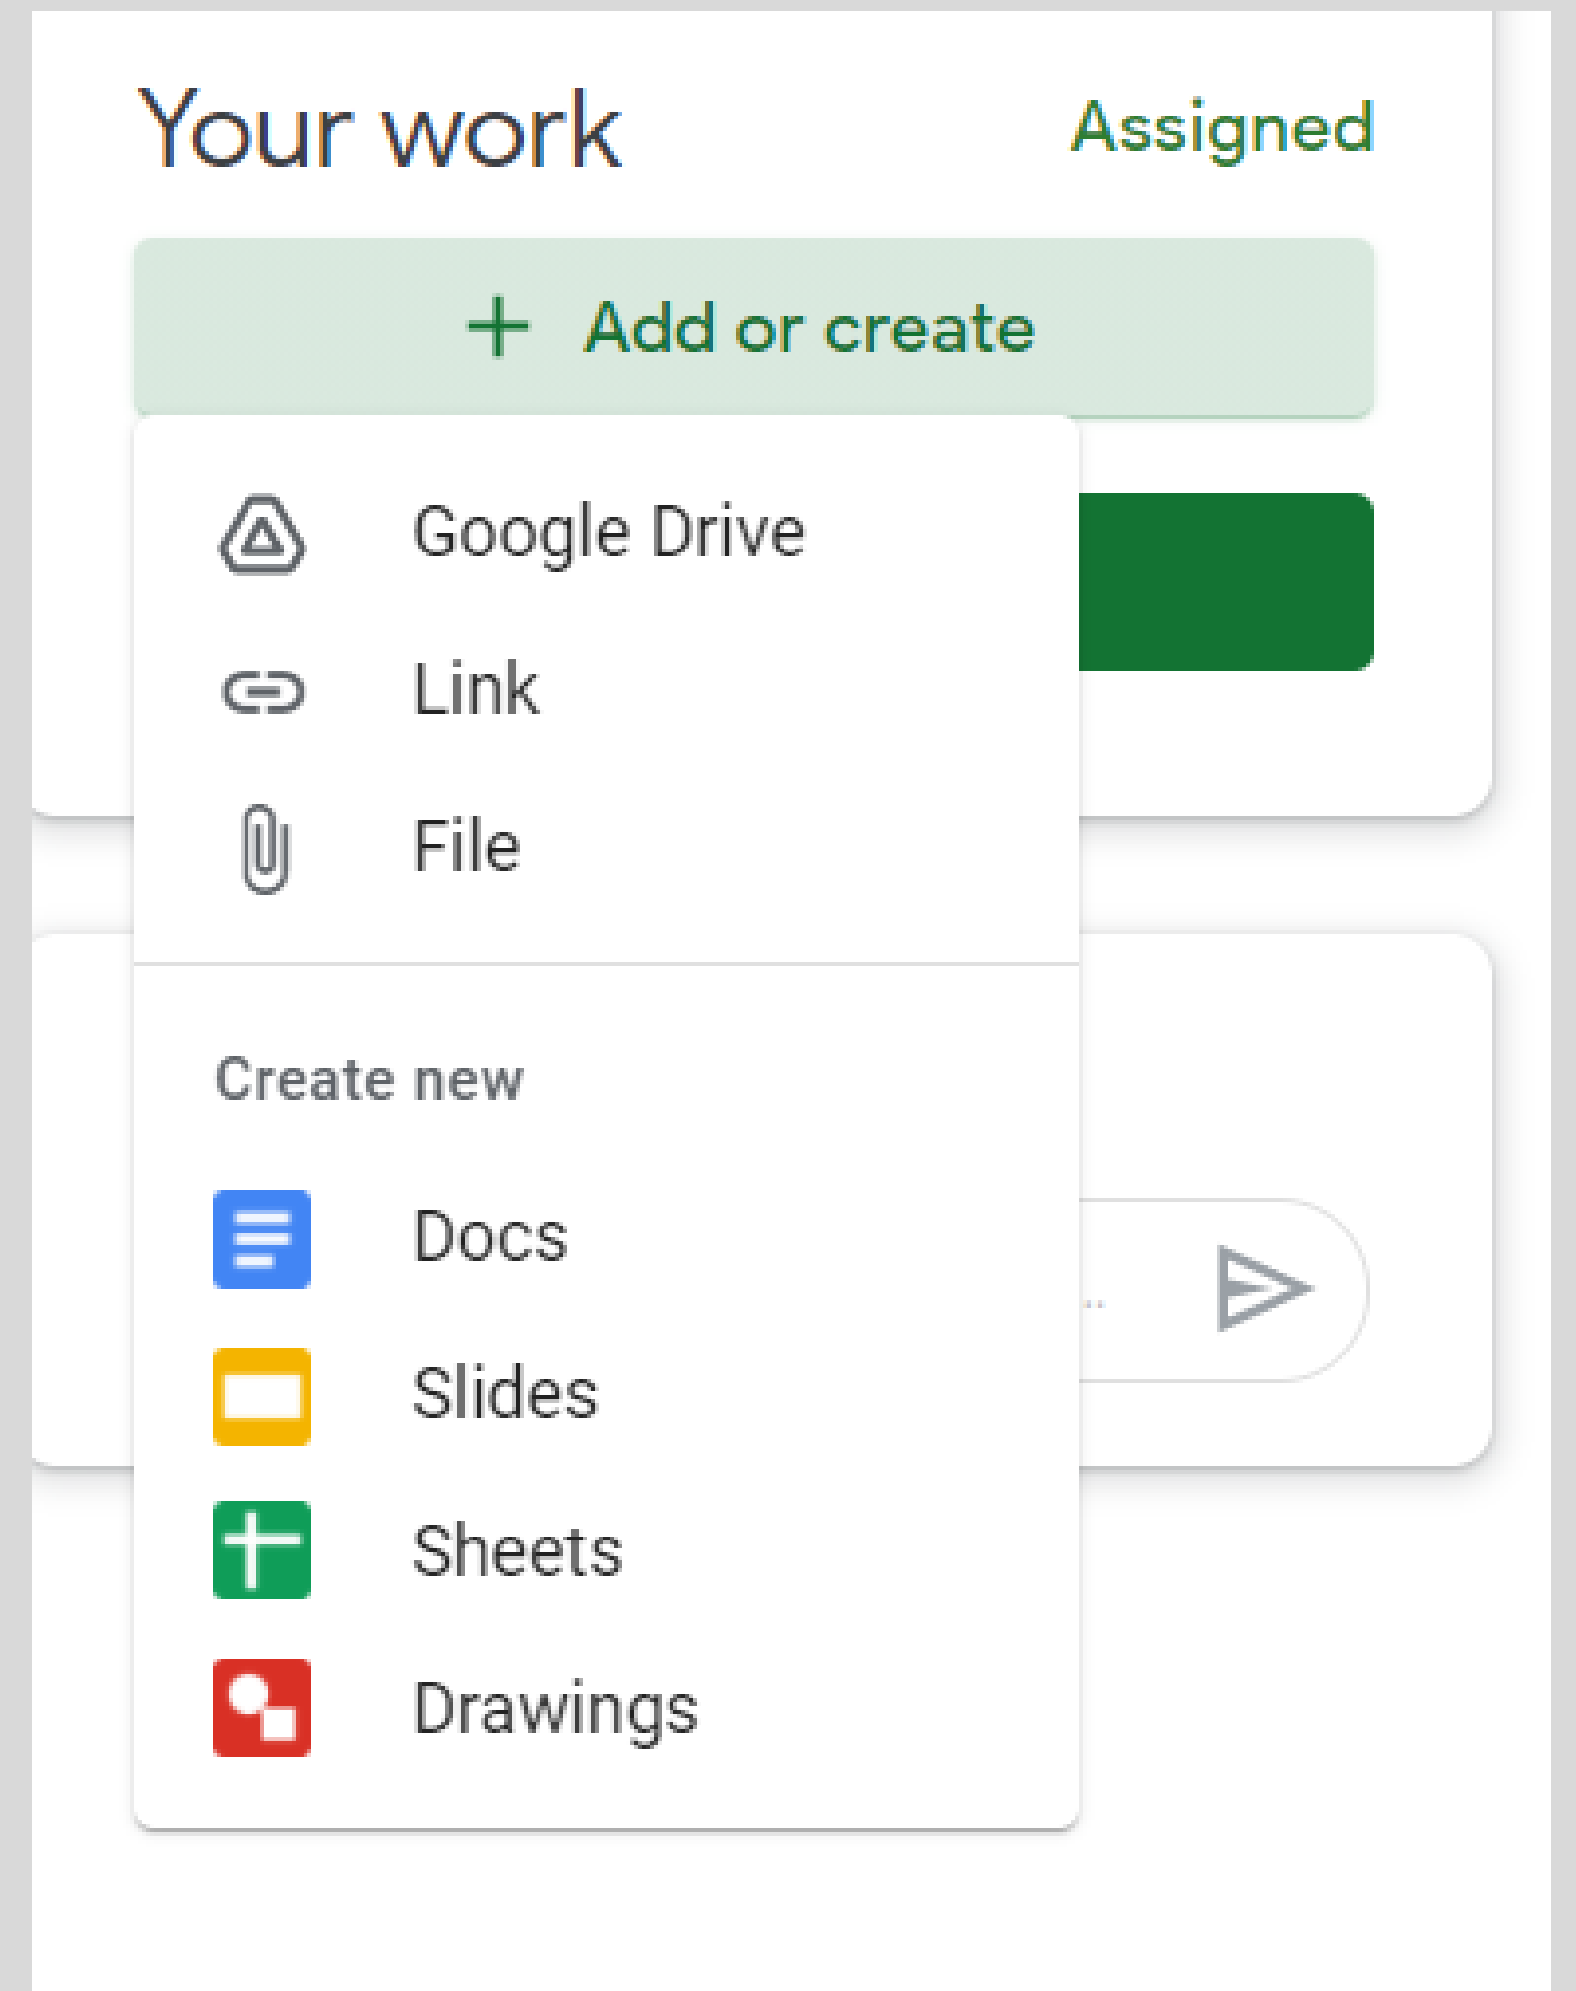 Your work
Assigned
Add or create
Google Drive
Link
File
Create new
Docs
Slides
Sheets
Drawings